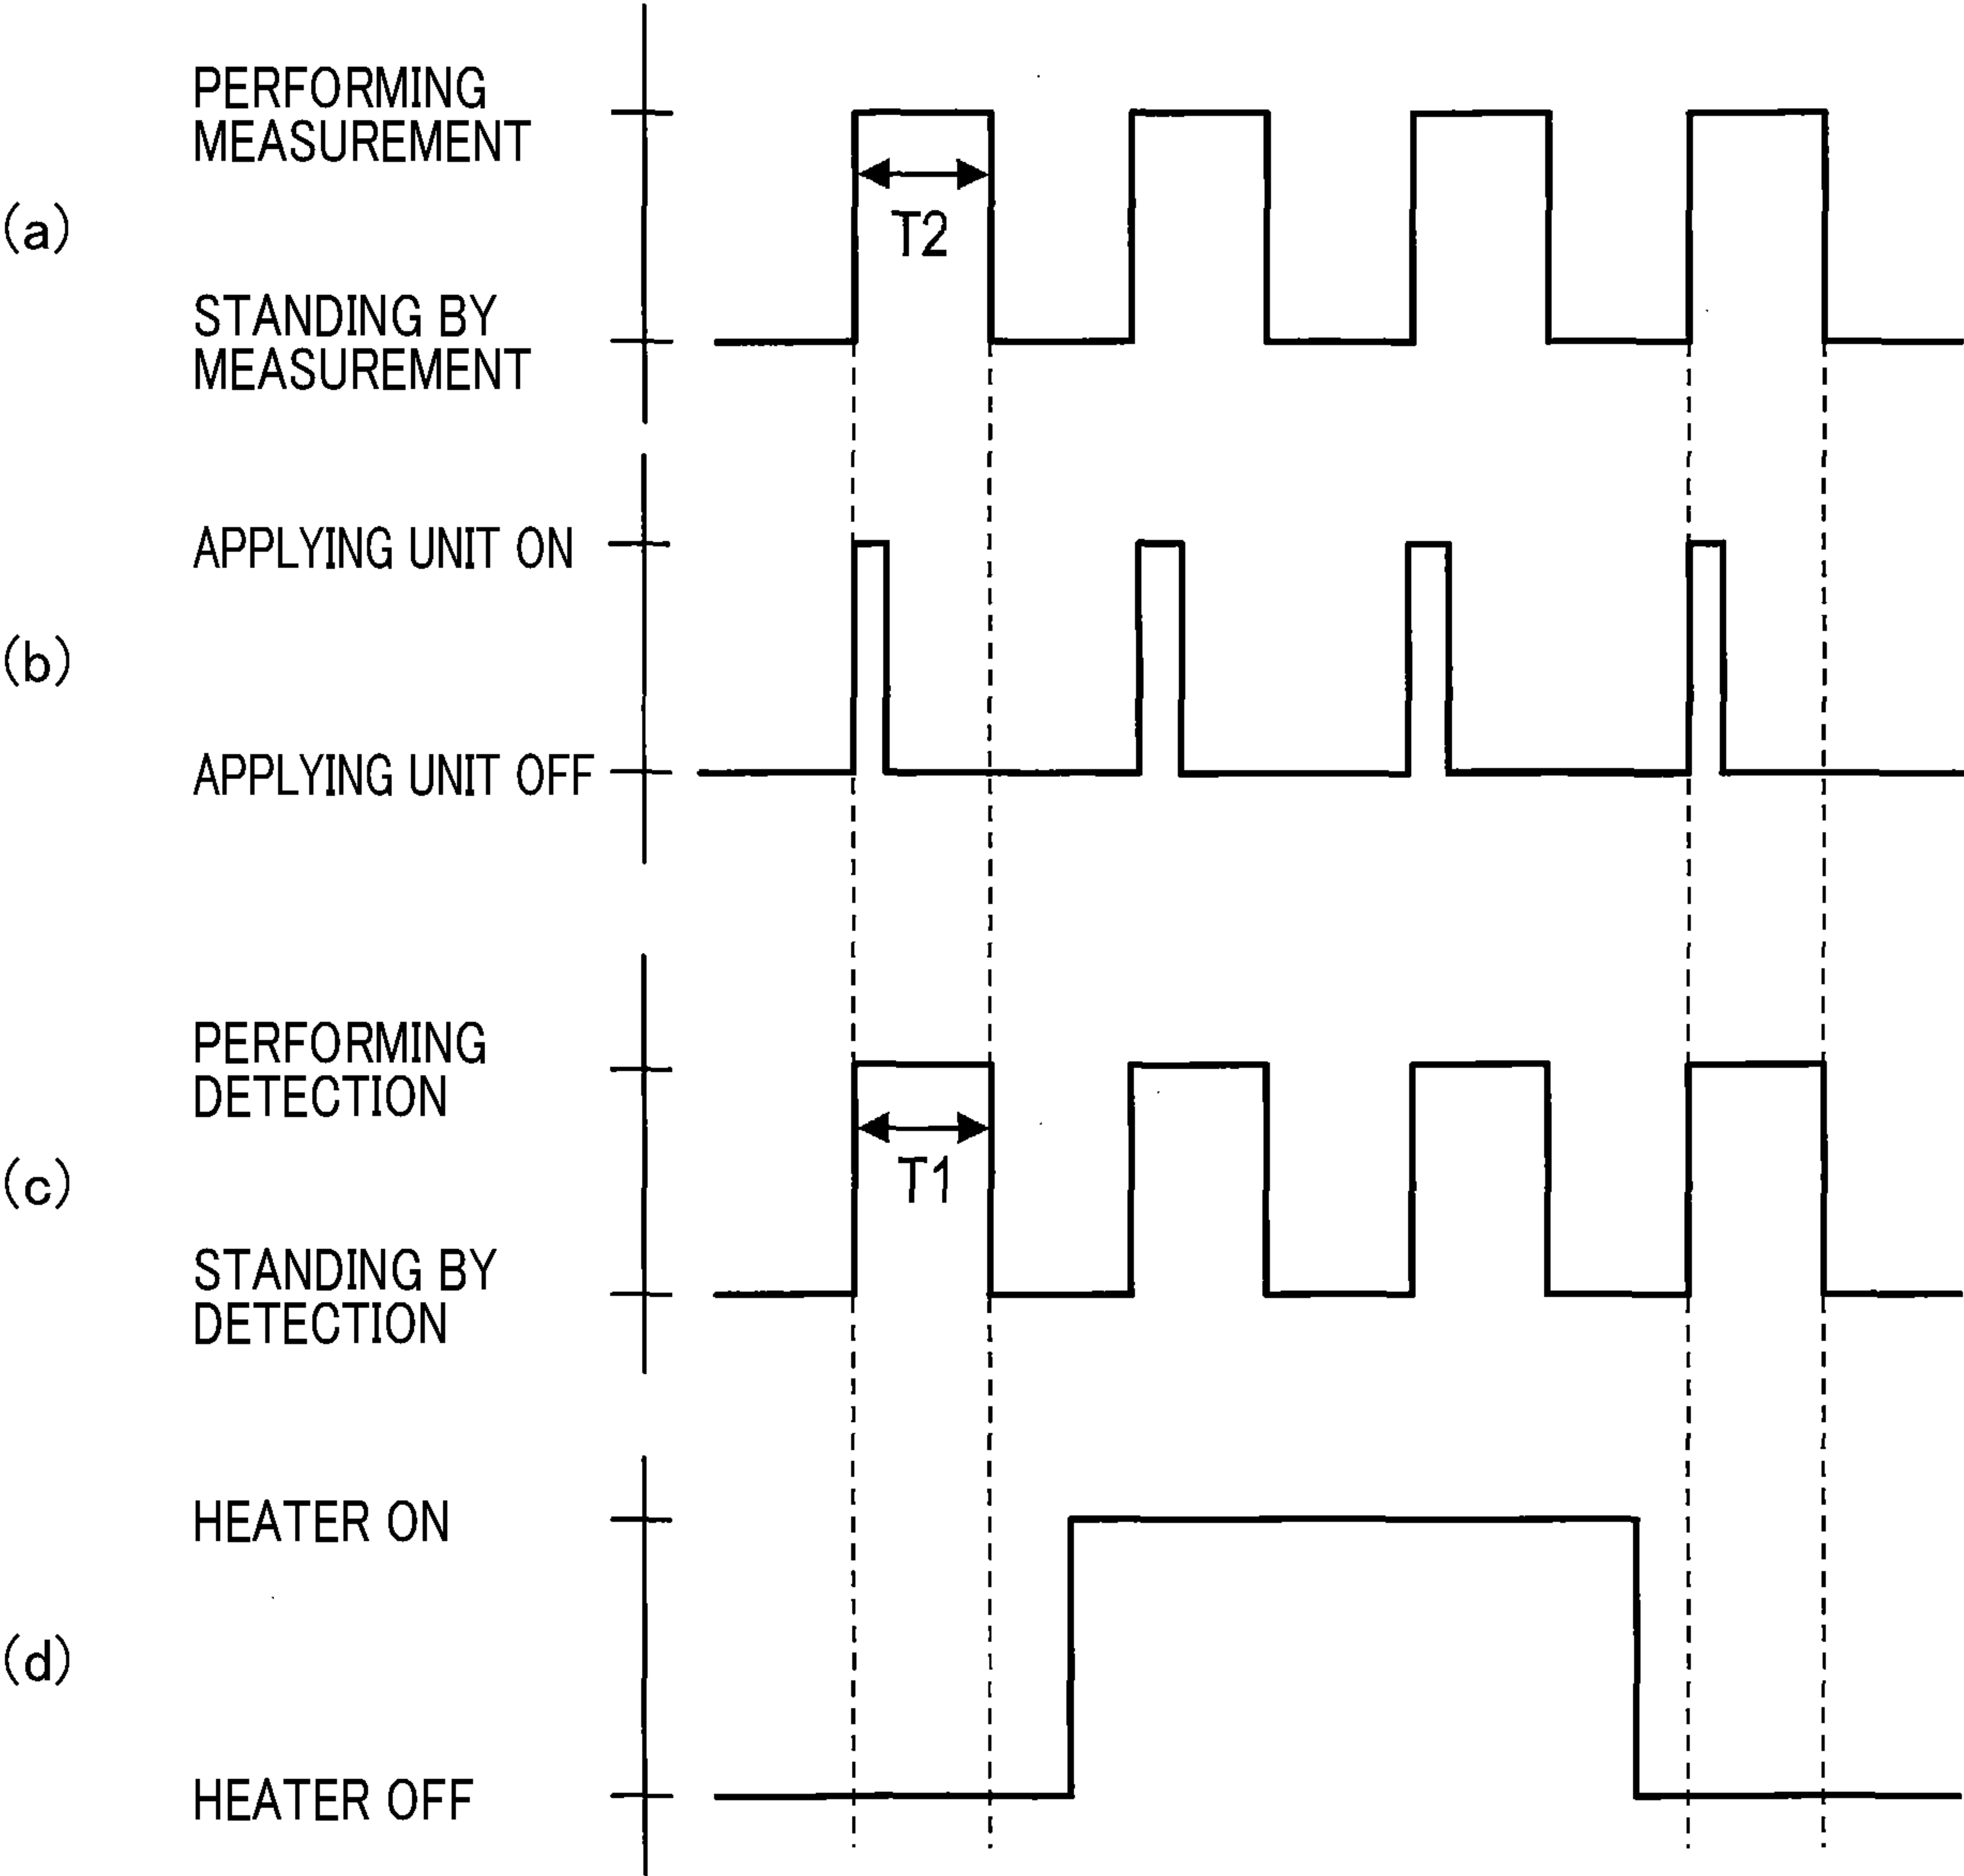 PERFORMING
MEASUREMENT
(a)
T2
STANDING BY
MEASUREMENT
APPLYING UNIT ON
(b)
APPLYING UNIT OFF
PERFORMING
DETECTION
(c)
T1
STANDING BY
DETECTION
HEATER ON
(d)
HEATER OFF